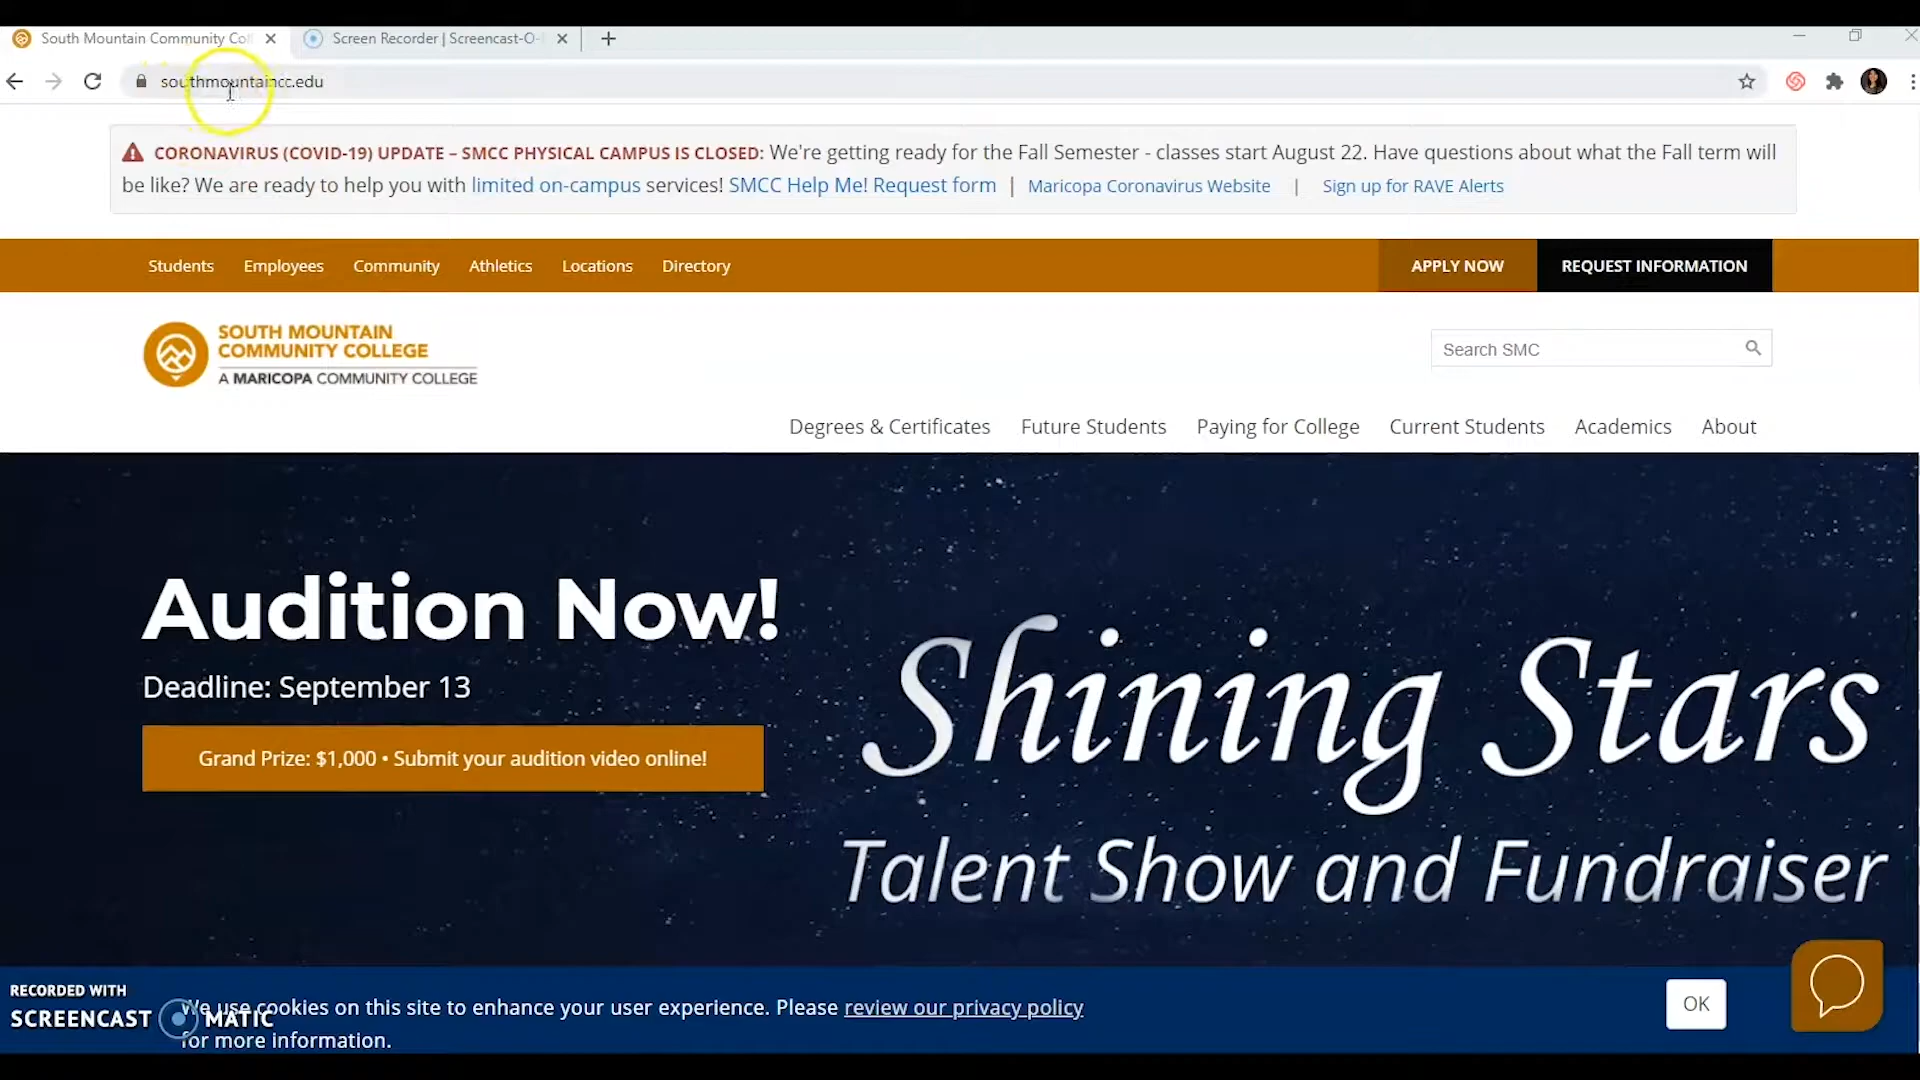 South Mountain Community Col
Screen Recorder | Screencast-O-
southmountaincc.edu
CORONAVIRUS (COVID-19) UPDATE – SMCC PHYSICAL CAMPUS IS CLOSED: We're getting ready for the Fall Semester - classes start August 22. Have questions about what the Fall term will
be like? We are ready to help you with limited on-campus services! SMCC Help Me! Request form | Maricopa Coronavirus Website | Sign up for RAVE Alerts
Students Employees Community Athletics Locations Directory APPLY NOW REQUEST INFORMATION
SOUTH MOUNTAIN
COMMUNITY COLLEGE
A MARICOPA COMMUNITY COLLEGE
Search SMC
Degrees & Certificates Future Students Paying for College Current Students Academics About
Audition Now!
Deadline: September 13
Grand Prize: $1,000 • Submit your audition video online!
Shining Stars
Talent Show and Fundraiser
RECORDED WITH
SCREENCAST MATIC
We use cookies on this site to enhance your user experience. Please review our privacy policy
for more information.
OK